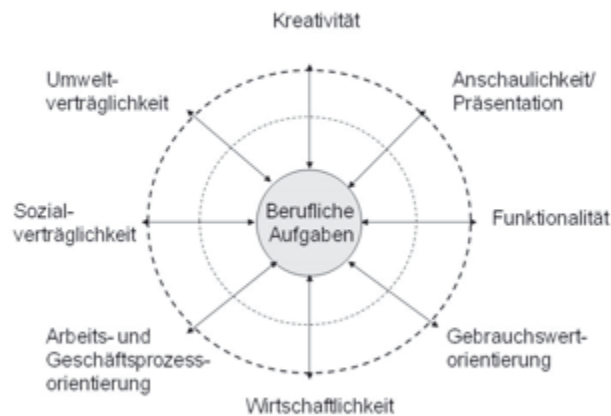 Kreativität
Umwelt-
verträglichkeit
Anschaulichkeit/
Präsentation
Sozial-
verträglichkeit
Berufliche
Aufgaben
Funktionalität
Arbeits- und
Geschäftsprozess-
orientierung
Gebrauchswert-
orientierung
Wirtschaftlichkeit